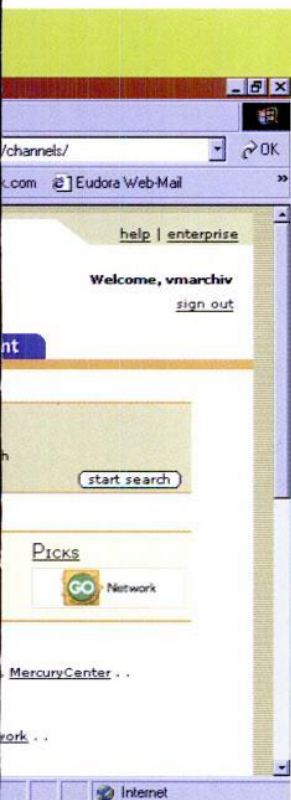 /channels/ OK
k.com Eudora Web-Mail »
help | enterprise
Welcome, vmarchiv
sign out
nt
h
start search
PICKS
GO Network
MercuryCenter . .
work . .
Internet